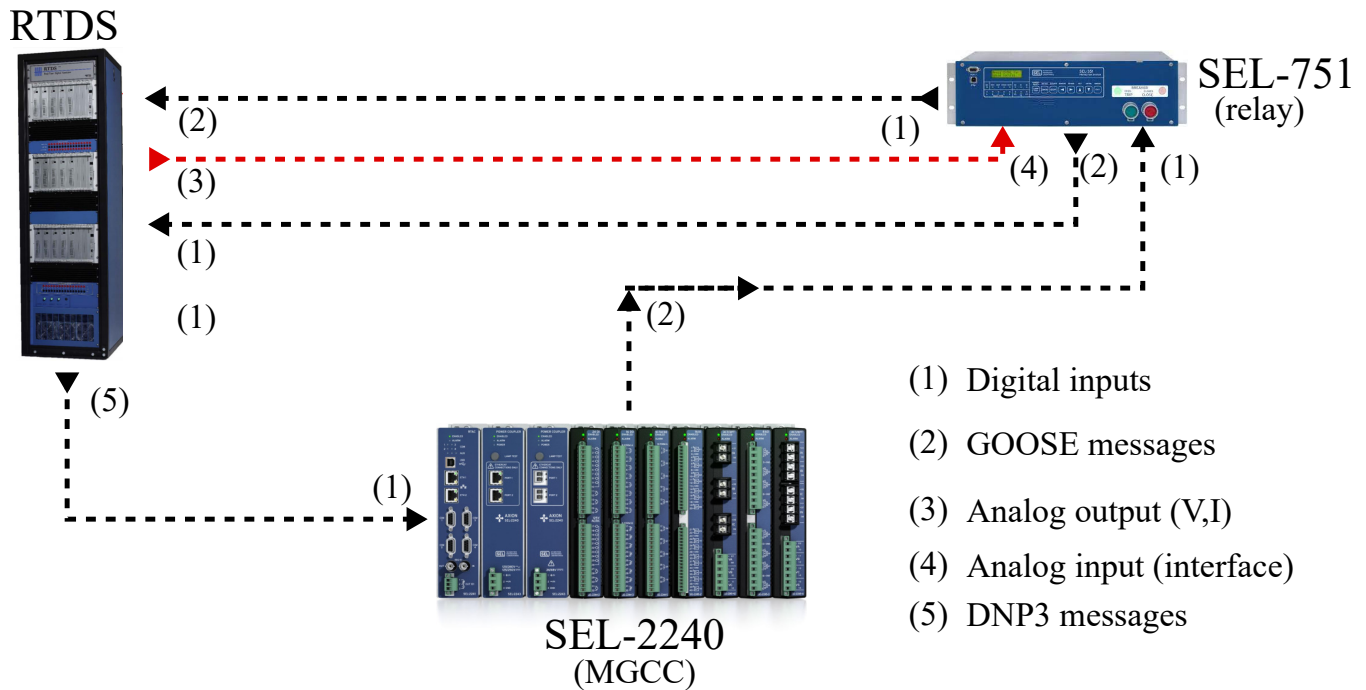 RTDS
SEL-751
(relay)
(2)
(1)
(3)
(4)
(2)
(1)
(1)
(2)
(1)
(5)
(1)
(1) Digital inputs
(2) GOOSE messages
(3) Analog output (V,I)
(4) Analog input (interface)
(5) DNP3 messages
SEL-2240
(MGCC)